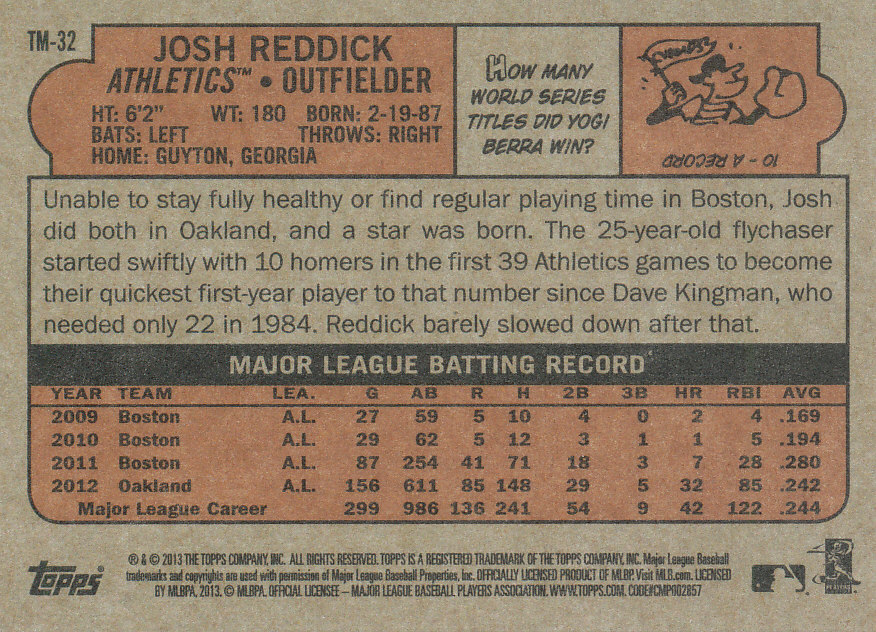 TM-32
JOSH REDDICK
ATHLETICS™ • OUTFIELDER
HT: 6'2" WT: 180 BORN: 2-19-87
BATS: LEFT THROWS: RIGHT
HOME: GUYTON, GEORGIA
HOW MANY
WORLD SERIES
TITLES DID YOGI
BERRA WIN?
10 - A RECORD
Unable to stay fully healthy or find regular playing time in Boston, Josh
did both in Oakland, and a star was born. The 25-year-old flychaser
started swiftly with 10 homers in the first 39 Athletics games to become
their quickest first-year player to that number since Dave Kingman, who
needed only 22 in 1984. Reddick barely slowed down after that.
MAJOR LEAGUE BATTING RECORD
YEAR TEAM LEA. G AB R H 2B 3B HR RBI AVG
2009 Boston A.L. 27 59 5 10 4 0 2 4 .169
2010 Boston A.L. 29 62 5 12 3 1 1 5 .194
2011 Boston A.L. 87 254 41 71 18 3 7 28 .280
2012 Oakland A.L. 156 611 85 148 29 5 32 85 .242
Major League Career 299 986 136 241 54 9 42 122 .244
Topps®
® & © 2013 THE TOPPS COMPANY, INC. ALL RIGHTS RESERVED. TOPPS IS A REGISTERED TRADEMARK OF THE TOPPS COMPANY, INC. Major League Baseball
trademarks and copyrights are used with permission of Major League Baseball Properties, Inc. OFFICIALLY LICENSED PRODUCT OF MLBP. Visit MLB.com. LICENSED
BY MLBPA, 2013. © MLBPA. OFFICIAL LICENSEE – MAJOR LEAGUE BASEBALL PLAYERS ASSOCIATION. WWW.TOPPS.COM. CODE#CMP002857